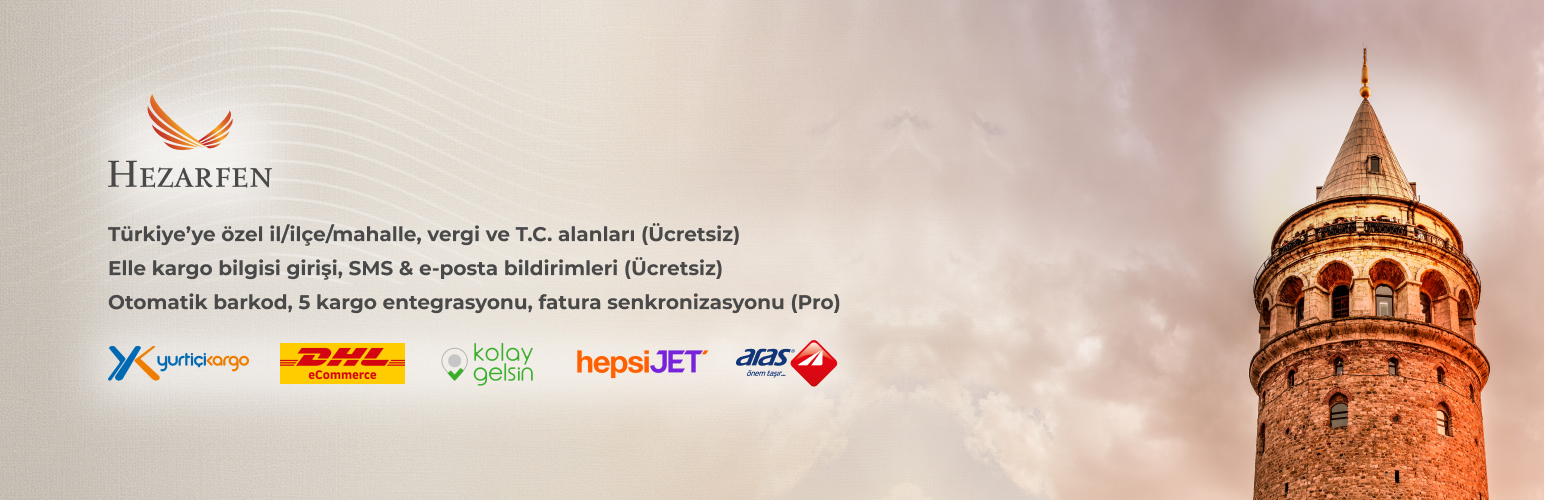 HEZARFEN
Türkiye'ye özel il/ilçe/mahalle, vergi ve T.C. alanları (Ücretsiz)
Elle kargo bilgisi girişi, SMS & e-posta bildirimleri (Ücretsiz)
Otomatik barkod, 5 kargo entegrasyonu, fatura senkronizasyonu (Pro)
yurtiçikargo
DHL
eCommerce
kolay
gelsin
hepsiJET
aras®
önem taşır...